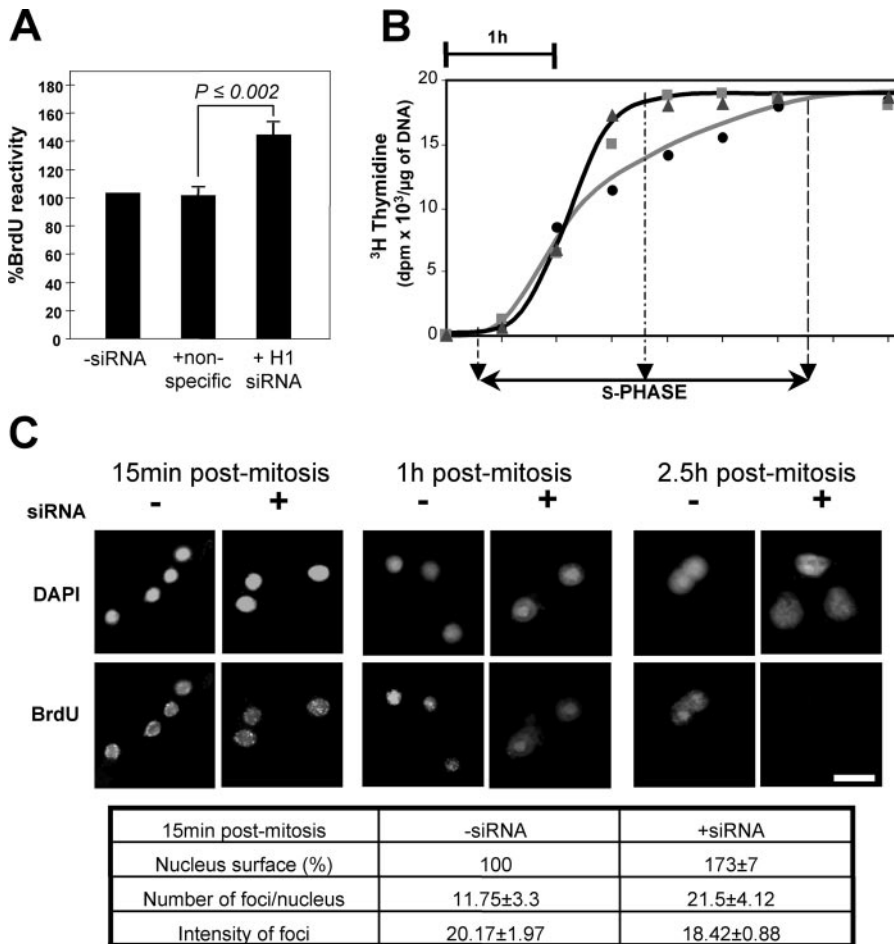 A
%BrdU reactivity
180
160
140
120
100
80
60
40
20
0
P ≤ 0.002
-siRNA
+non-
specific
+ H1
siRNA
B
1h
³H Thymidine
(dpm x 10³/µg of DNA)
20
15
10
5
0
S-PHASE
C
15min post-mitosis
1h post-mitosis
2.5h post-mitosis
siRNA - + - + - +
DAPI
BrdU
15min post-mitosis -siRNA +siRNA
Nucleus surface (%) 100 173±7
Number of foci/nucleus 11.75±3.3 21.5±4.12
Intensity of foci 20.17±1.97 18.42±0.88